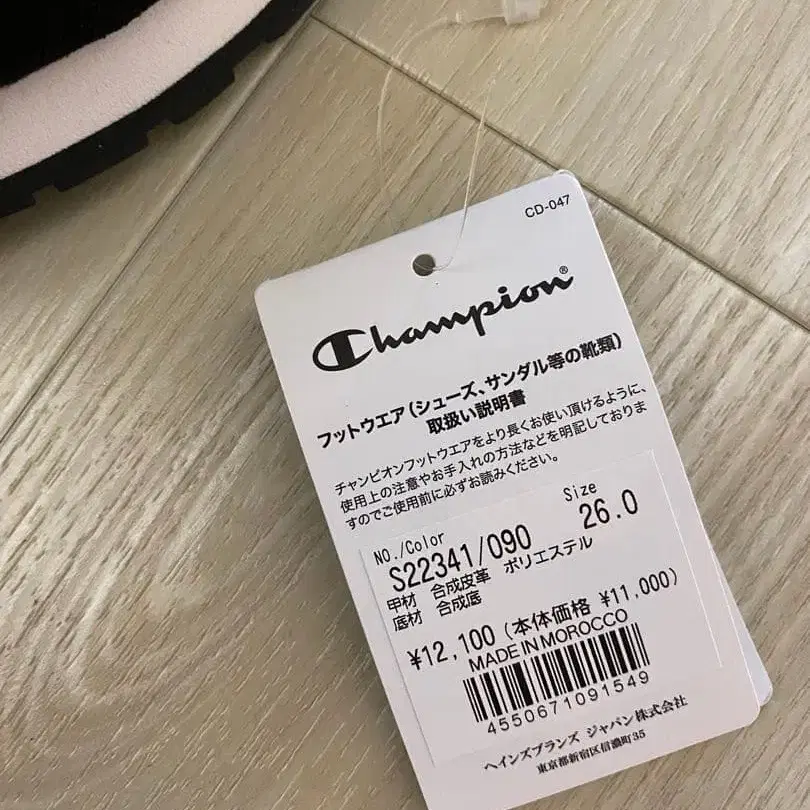 CD-047
Champion®
フットウエア(シューズ、サンダル等の靴類)
取扱い説明書
チャンピオンフットウエアをより長くお使い頂けるように、
使用上の注意やお手入れの方法などを明記しておりま
すのでご使用前に必ずお読みください。
NO./Color Size
S22341/090 26.0
甲材 合成皮革 ポリエステル
底材 合成底
¥12,100 (本体価格 ¥11,000)
MADE IN MOROCCO
4550671091549
ヘインズブランズ ジャパン株式会社
東京都新宿区信濃町35